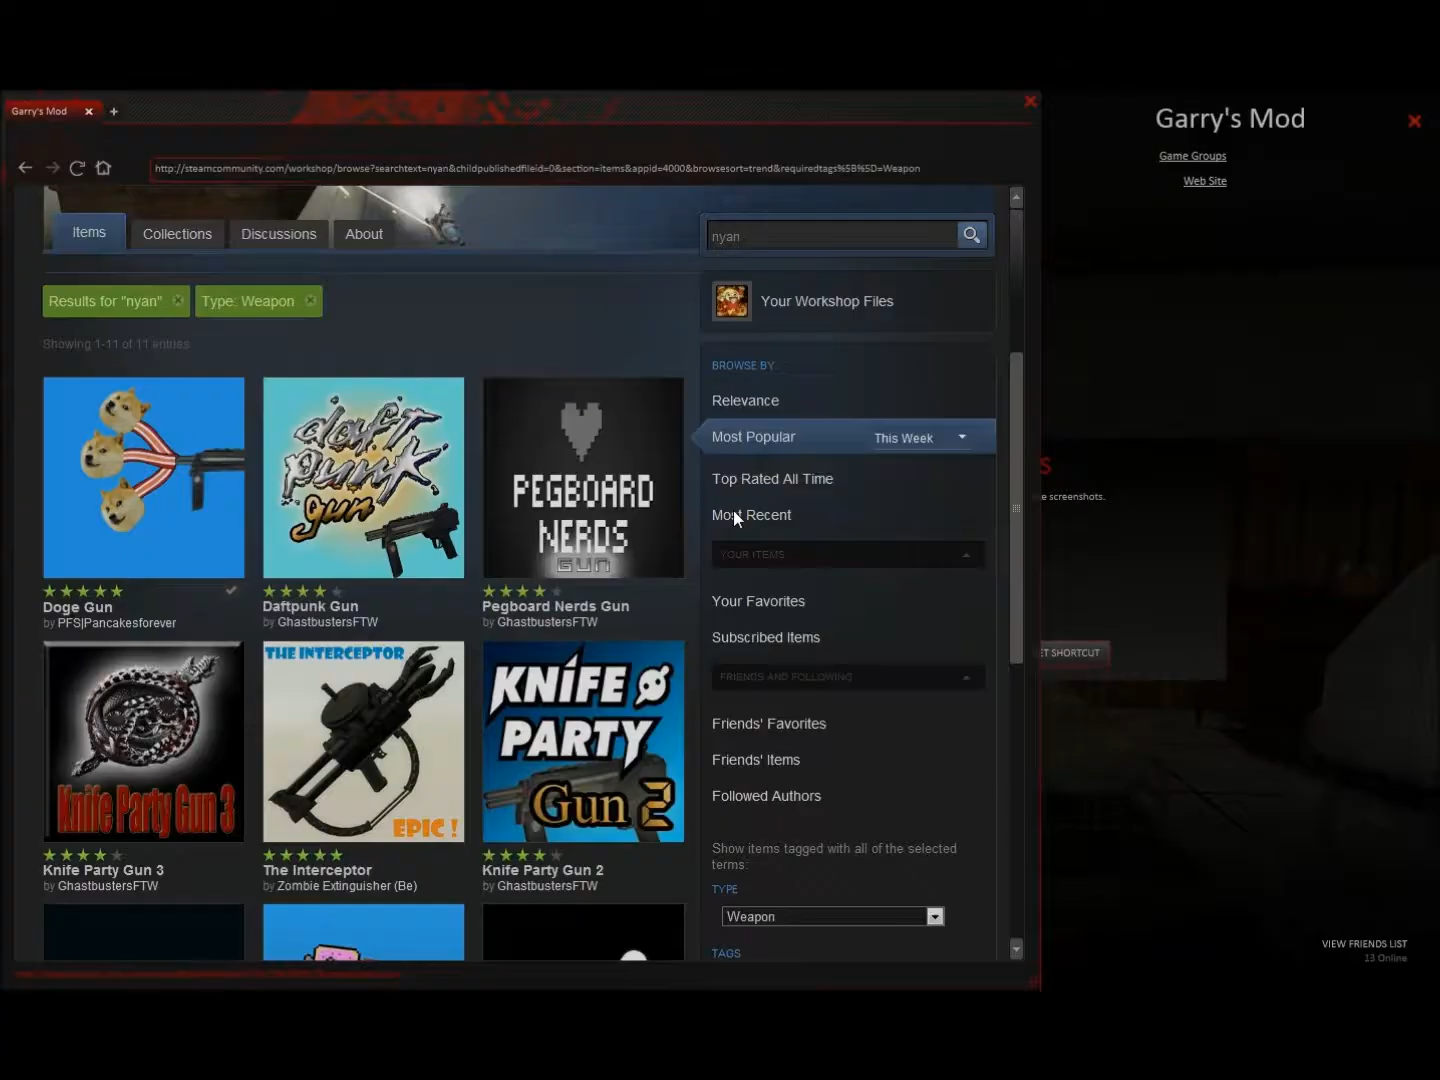 Garry's Mod
http://steamcommunity.com/workshop/browse?searchtext=nyan&childpublishedfileid=0&section=items&appid=4000&browsesort=trend&requiredtags%5B%5D=Weapon
Items
Collections
Discussions
About
nyan
Results for "nyan"
Type: Weapon
Your Workshop Files
Showing 1-11 of 11 entries
daft
punk
gun
PEGBOARD
NERDS
GUN
Doge Gun
by PFS|Pancakesforever
Daftpunk Gun
by GhastbustersFTW
Pegboard Nerds Gun
by GhastbustersFTW
Knife Party Gun 3
THE INTERCEPTOR
EPIC !
KNIFE
PARTY
Gun 2
Knife Party Gun 3
by GhastbustersFTW
The Interceptor
by Zombie Extinguisher (Be)
Knife Party Gun 2
by GhastbustersFTW
BROWSE BY
Relevance
Most Popular
This Week
Top Rated All Time
Most Recent
YOUR ITEMS
Your Favorites
Subscribed Items
FRIENDS AND FOLLOWING
Friends' Favorites
Friends' Items
Followed Authors
Show items tagged with all of the selected
terms:
TYPE
Weapon
TAGS
Garry's Mod
Game Groups
Web Site
S
e screenshots.
ET SHORTCUT
VIEW FRIENDS LIST
13 Online